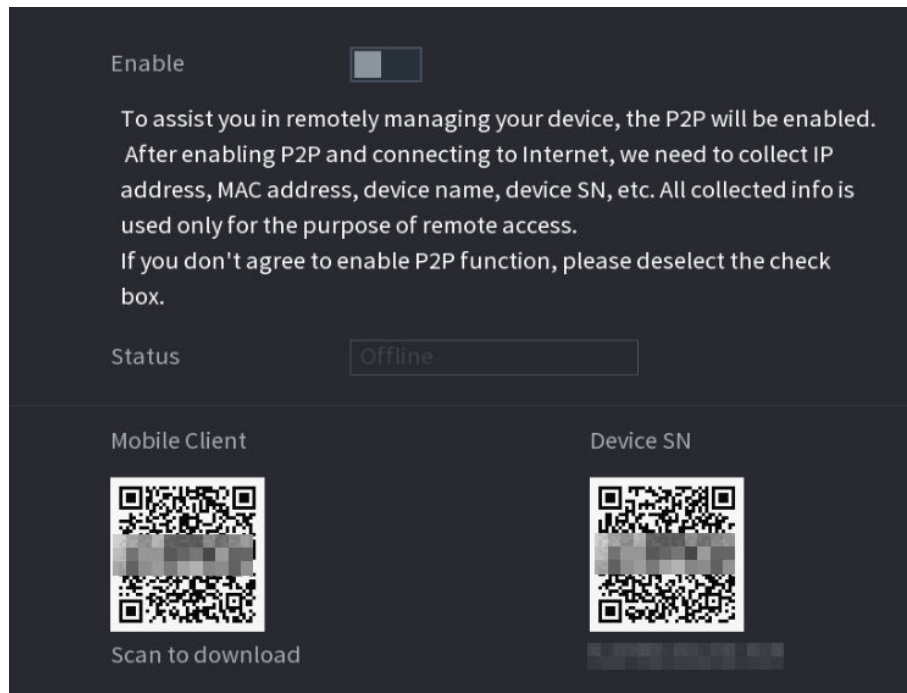 Enable
To assist you in remotely managing your device, the P2P will be enabled.
After enabling P2P and connecting to Internet, we need to collect IP
address, MAC address, device name, device SN, etc. All collected info is
used only for the purpose of remote access.
If you don't agree to enable P2P function, please deselect the check
box.
Status
Offline
Mobile Client
Device SN
Scan to download